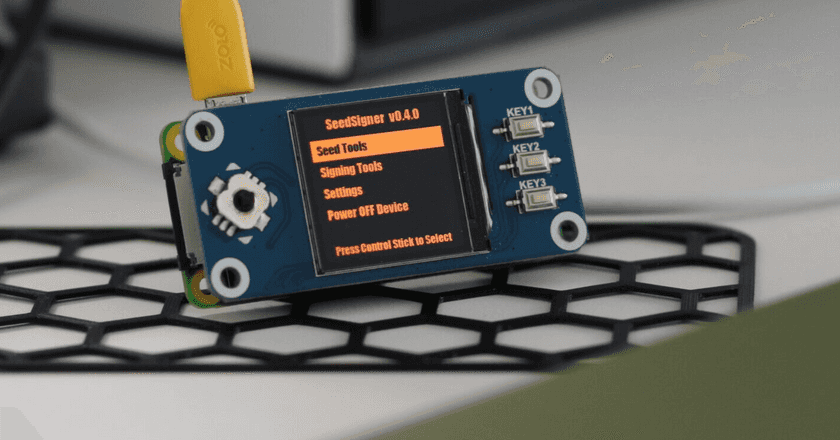 ZOLO
SeedSigner v0.4.0
Seed Tools
Signing Tools
Settings
Power OFF Device
Press Control Stick to Select
KEY1
KEY2
KEY3